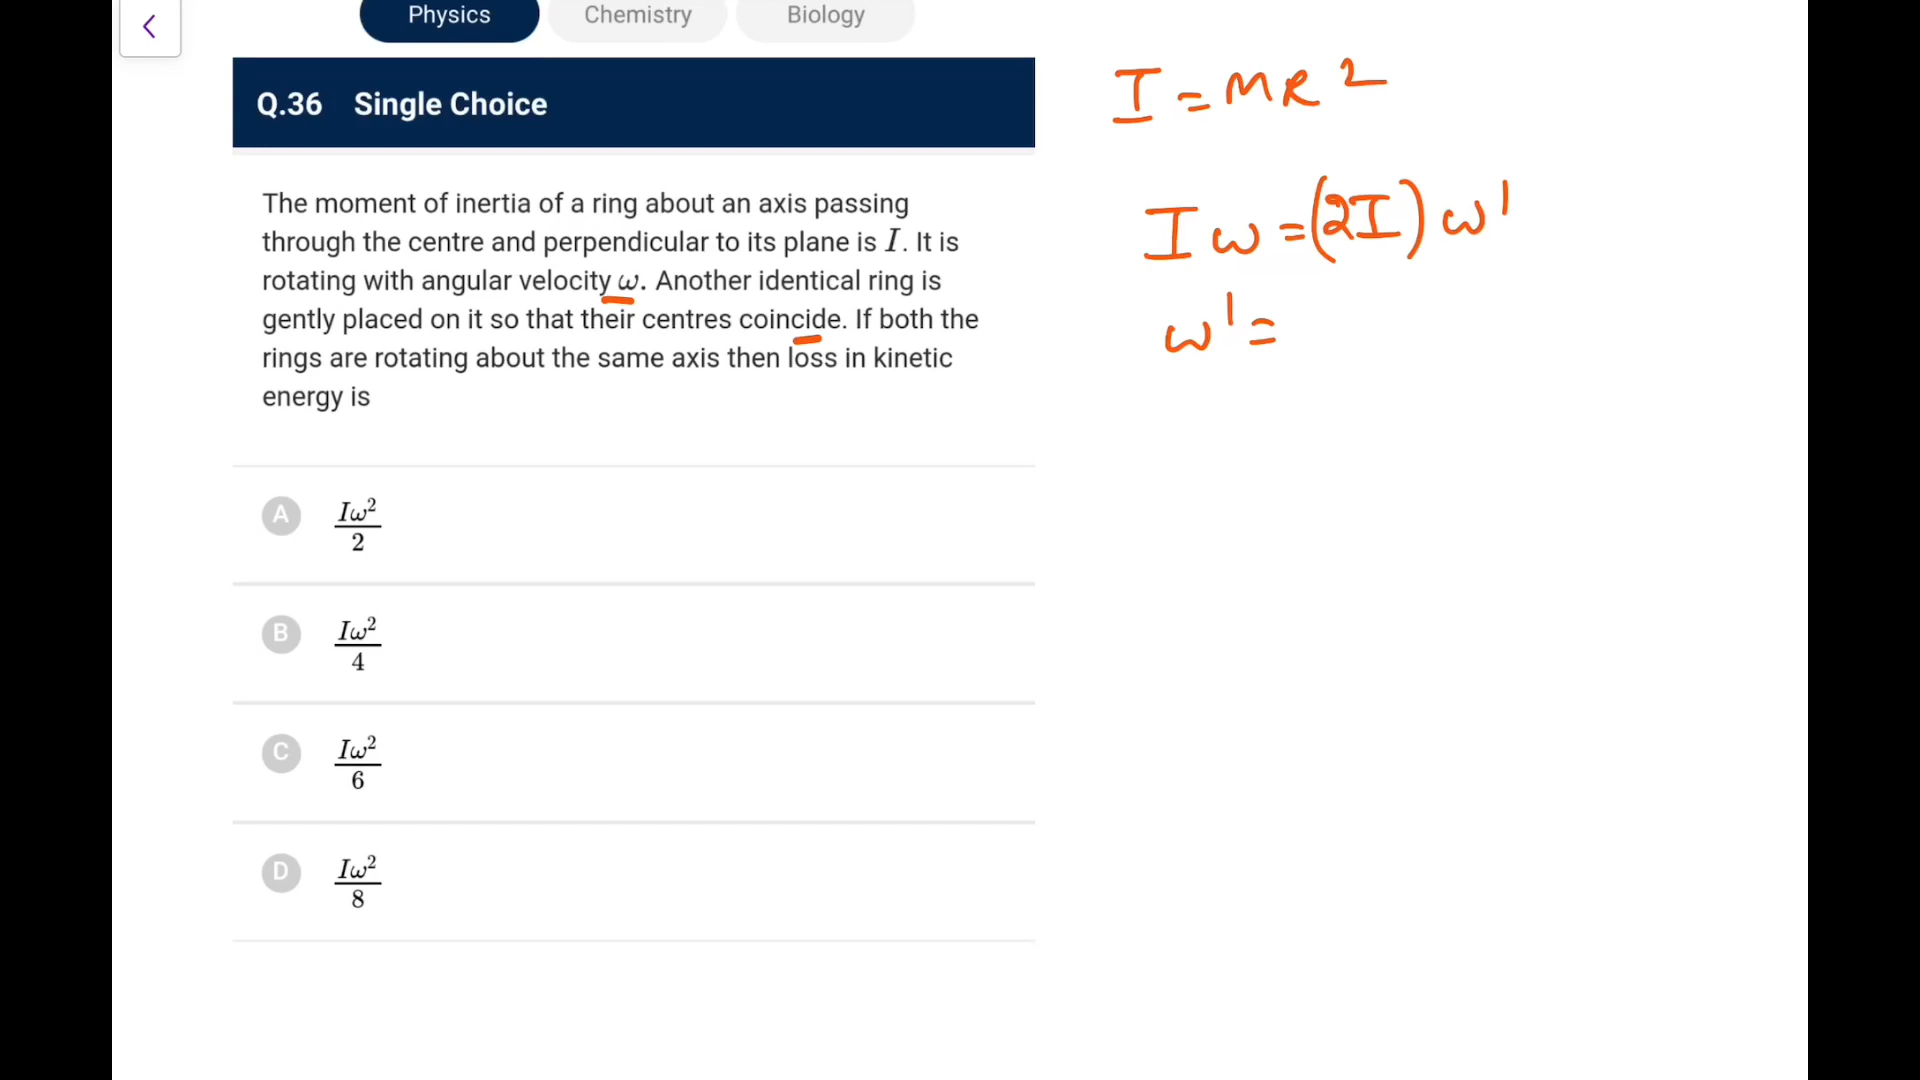 Physics Chemistry Biology
Q.36 Single Choice
The moment of inertia of a ring about an axis passing
through the centre and perpendicular to its plane is I. It is
rotating with angular velocity ω. Another identical ring is
gently placed on it so that their centres coincide. If both the
rings are rotating about the same axis then loss in kinetic
energy is
A Iω²/2
B Iω²/4
C Iω²/6
D Iω²/8
I = MR²
Iω = (2I) ω'
ω' =